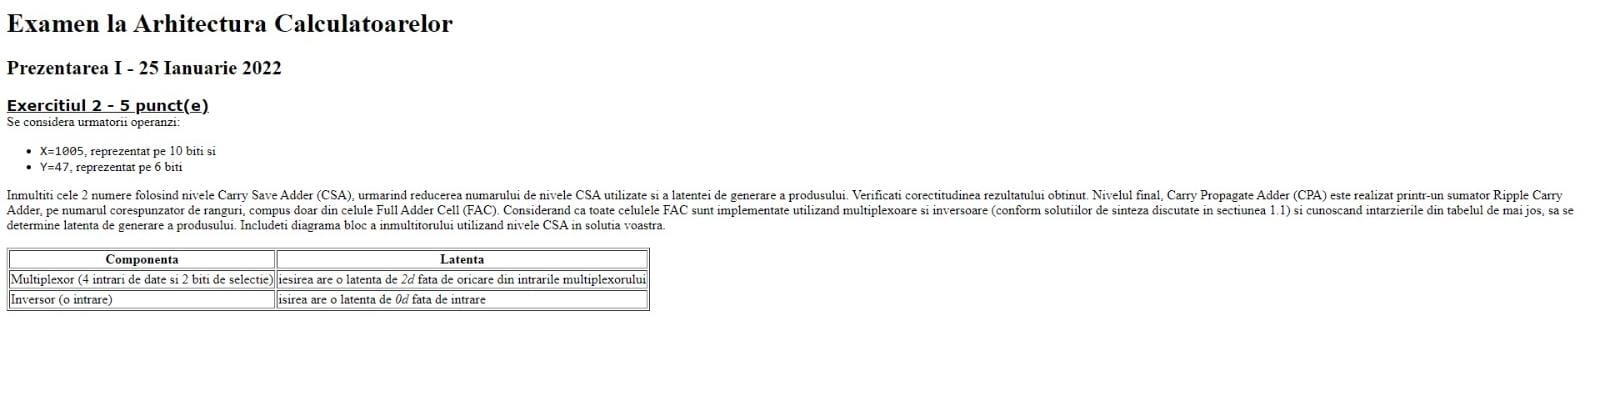 Examen la Arhitectura Calculatoarelor
Prezentarea I - 25 Ianuarie 2022
Exercitiul 2 - 5 punct(e)
Se considera urmatorii operanzi:
• X=1005, reprezentat pe 10 biti si
• Y=47, reprezentat pe 6 biti
Inmultiti cele 2 numere folosind nivele Carry Save Adder (CSA), urmarind reducerea numarului de nivele CSA utilizate si a latentei de generare a produsului. Verificati corectitudinea rezultatului obtinut. Nivelul final, Carry Propagate Adder (CPA) este realizat printr-un sumator Ripple Carry
Adder, pe numarul corespunzator de ranguri, compus doar din celule Full Adder Cell (FAC). Considerand ca toate celulele FAC sunt implementate utilizand multiplexoare si inversoare (conform solutiilor de sinteza discutate in sectiunea 1.1) si cunoscand intarzierile din tabelul de mai jos, sa se
determine latenta de generare a produsului. Includeti diagrama bloc a inmultitorului utilizand nivele CSA in solutia voastra.
Componenta Latenta
Multiplexor (4 intrari de date si 2 biti de selectie) iesirea are o latenta de 2d fata de oricare din intrarile multiplexorului
Inversor (o intrare) isirea are o latenta de 0d fata de intrare